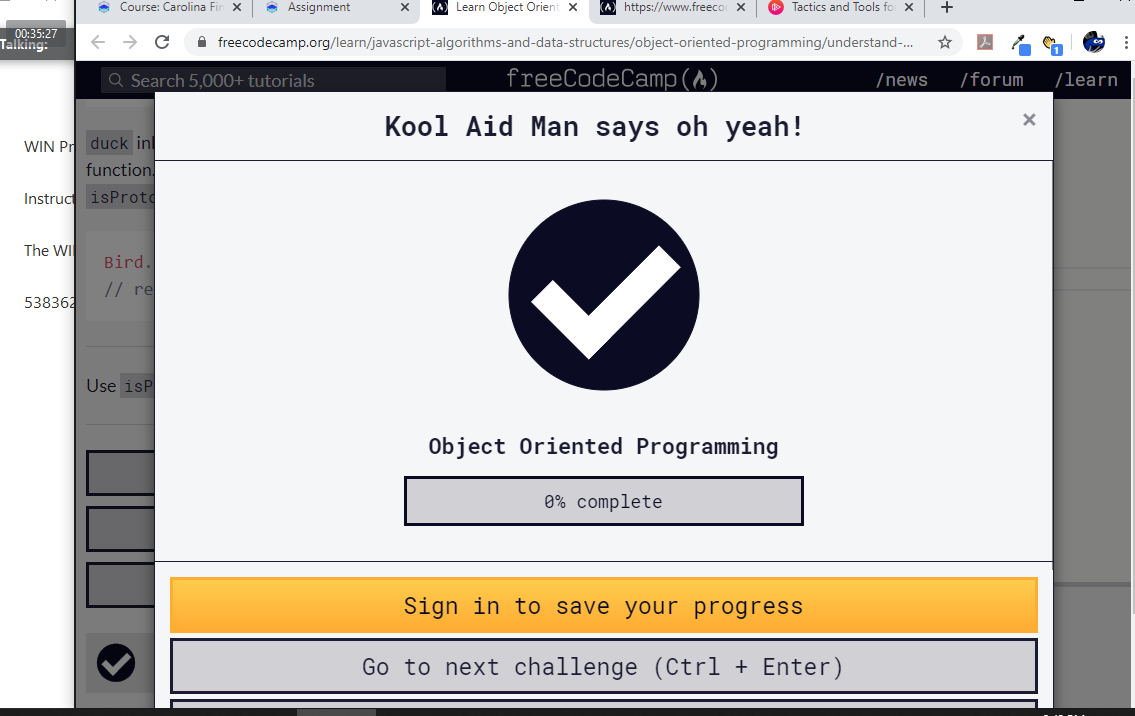 Course: Carolina Fin
Assignment
Learn Object Orient
https://www.freeco
Tactics and Tools fo
00:35:27
Talking:
freecodecamp.org/learn/javascript-algorithms-and-data-structures/object-oriented-programming/understand-...
1
Search 5,000+ tutorials
freeCodeCamp(🔥)
/news
/forum
/learn
Kool Aid Man says oh yeah!
×
WIN Pr
duck inl
function.
Instruct
isProto
The WI
Bird.
// re
538362
Use isP
Object Oriented Programming
0% complete
Sign in to save your progress
Go to next challenge (Ctrl + Enter)